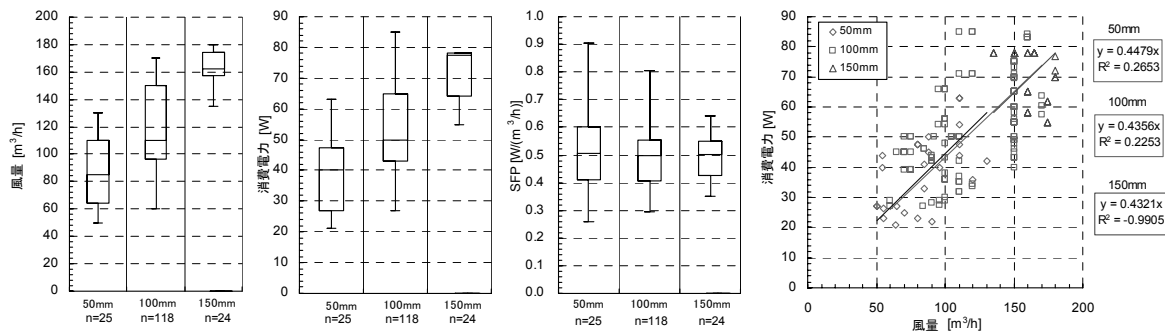 風量 [m³/h]
200
180
160
140
120
100
80
60
40
20
0
50mm
n=25
100mm
n=118
150mm
n=24
消費電力 [W]
90
80
70
60
50
40
30
20
10
0
50mm
n=25
100mm
n=118
150mm
n=24
SFP [W/(m³/h)]
1.0
0.9
0.8
0.7
0.6
0.5
0.4
0.3
0.2
0.1
0.0
50mm
n=25
100mm
n=118
150mm
n=24
消費電力 [W]
90
80
70
60
50
40
30
20
10
0
50mm
100mm
150mm
0
50
100
150
200
風量 [m³/h]
50mm
y = 0.4479x
R² = 0.2653
100mm
y = 0.4356x
R² = 0.2253
150mm
y = 0.4321x
R² = -0.9905